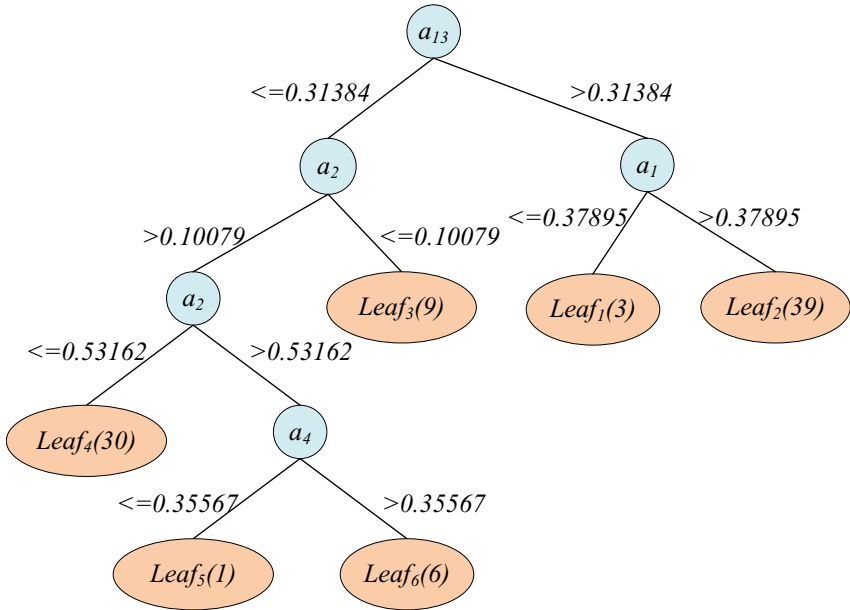 a13
<=0.31384
>0.31384
a2
a1
>0.10079
<=0.10079
<=0.37895
>0.37895
a2
Leaf3(9)
Leaf1(3)
Leaf2(39)
<=0.53162
>0.53162
Leaf4(30)
a4
<=0.35567
>0.35567
Leaf5(1)
Leaf6(6)